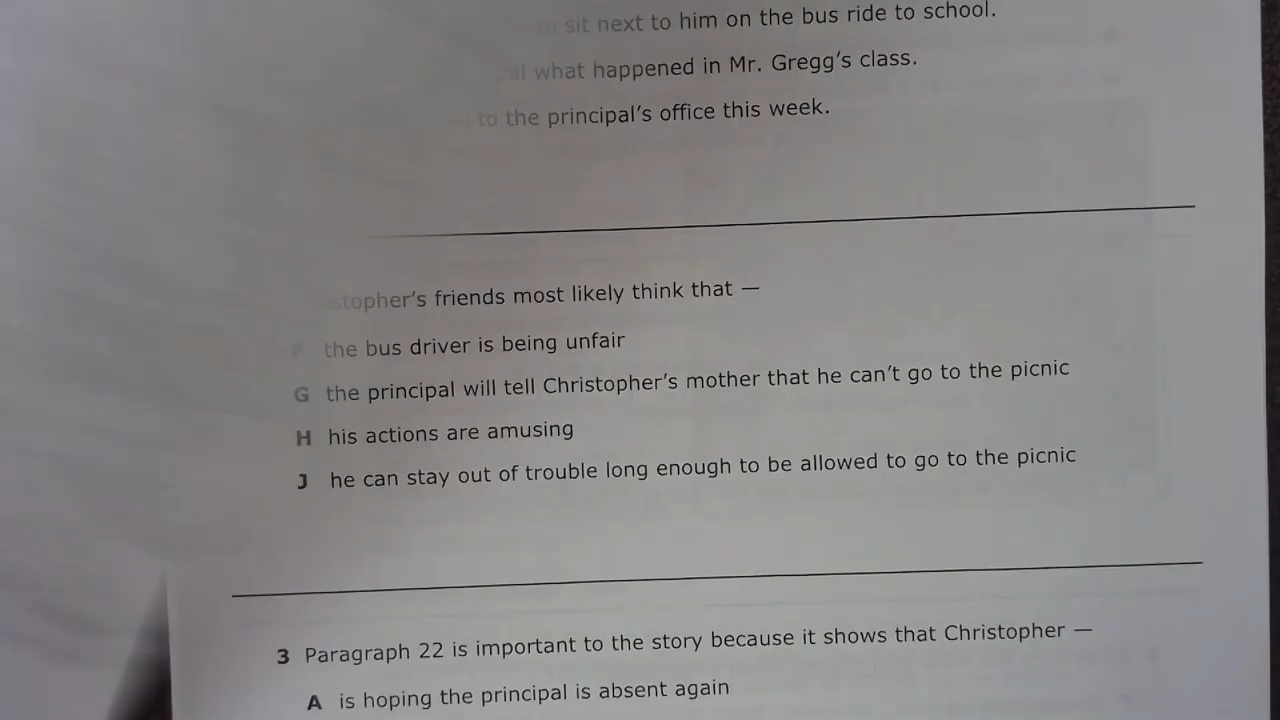 sit next to him on the bus ride to school.
what happened in Mr. Gregg's class.
to the principal's office this week.
friends most likely think that —
F the bus driver is being unfair
G the principal will tell Christopher's mother that he can't go to the picnic
H his actions are amusing
J he can stay out of trouble long enough to be allowed to go to the picnic
3 Paragraph 22 is important to the story because it shows that Christopher —
A is hoping the principal is absent again